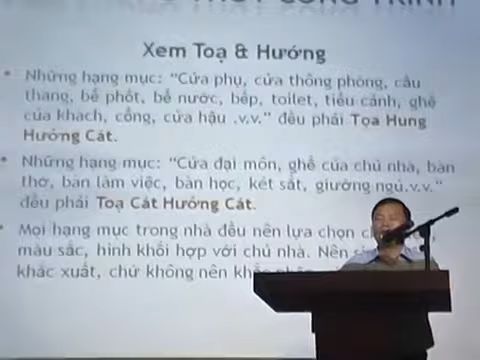 CÔNG TRÌNH
Xem Toạ & Hướng
• Những hạng mục: “Cửa phụ, cửa thông phòng, cầu
thang, bể phốt, bể nước, bếp, toilet, tiểu cảnh, ghế
của khách, cổng, cửa hậu .v.v.” đều phải Tọa Hung
Hướng Cát.
• Những hạng mục: “Cửa đại môn, ghế của chủ nhà, bàn
thờ, bàn làm việc, bàn học, két sắt, giường ngủ.v.v.”
đều phải Toạ Cát Hướng Cát.
• Mọi hạng mục trong nhà đều nên lựa chọn
màu sắc, hình khối hợp với chủ nhà. Nên
khác xuất, chứ không nên